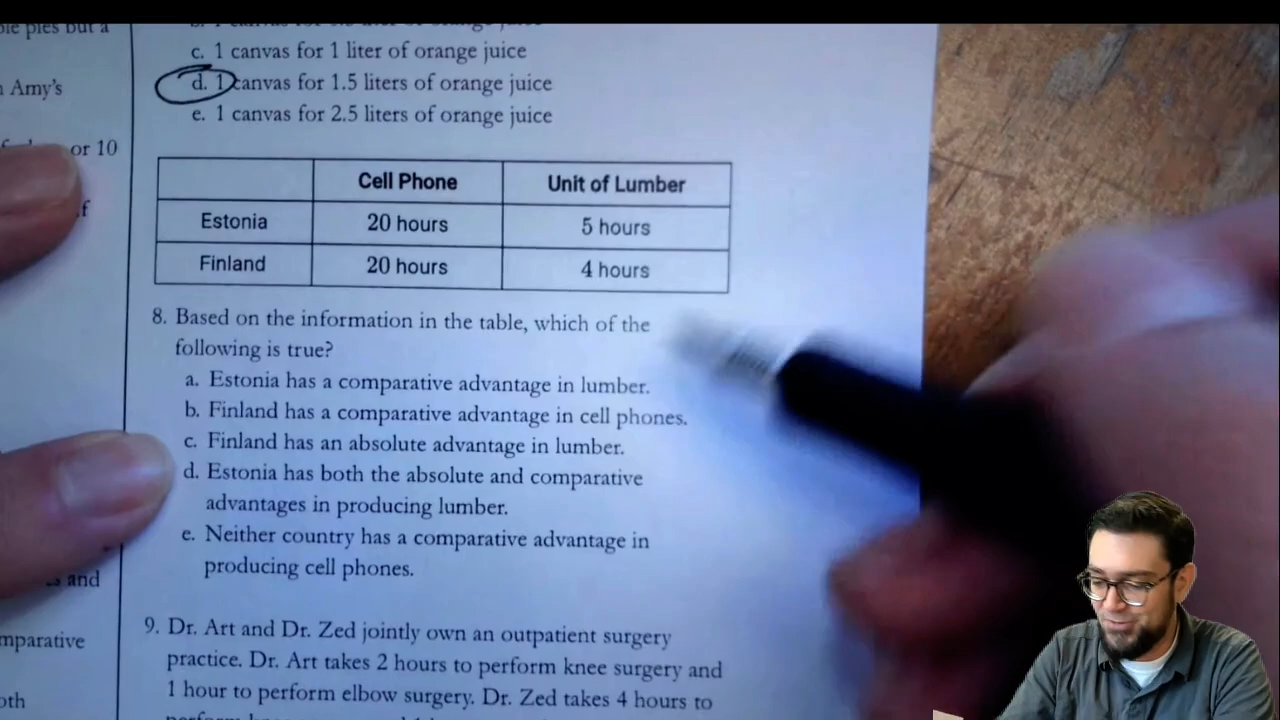 ple pies but a
Amy's
or 10
and
mparative
oth
c. 1 canvas for 1 liter of orange juice
d. 1 canvas for 1.5 liters of orange juice
e. 1 canvas for 2.5 liters of orange juice
Cell Phone Unit of Lumber
Estonia 20 hours 5 hours
Finland 20 hours 4 hours
8. Based on the information in the table, which of the
following is true?
a. Estonia has a comparative advantage in lumber.
b. Finland has a comparative advantage in cell phones.
c. Finland has an absolute advantage in lumber.
d. Estonia has both the absolute and comparative
advantages in producing lumber.
e. Neither country has a comparative advantage in
producing cell phones.
9. Dr. Art and Dr. Zed jointly own an outpatient surgery
practice. Dr. Art takes 2 hours to perform knee surgery and
1 hour to perform elbow surgery. Dr. Zed takes 4 hours to